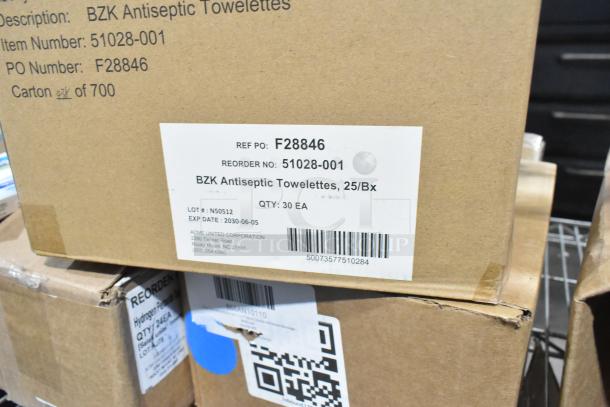 Description: BZK Antiseptic Towelettes
Item Number: 51028-001
PO Number: F28846
Carton of 700
REF PO: F28846
REORDER NO: 51028-001
BZK Antiseptic Towelettes, 25/Bx
QTY: 30 EA
LOT #: N50512
EXP DATE: 2030-06-05
ACME UNITED CORPORATION
50073577510284
REORDER
Hydrogen
QTY: 24EA
LOT